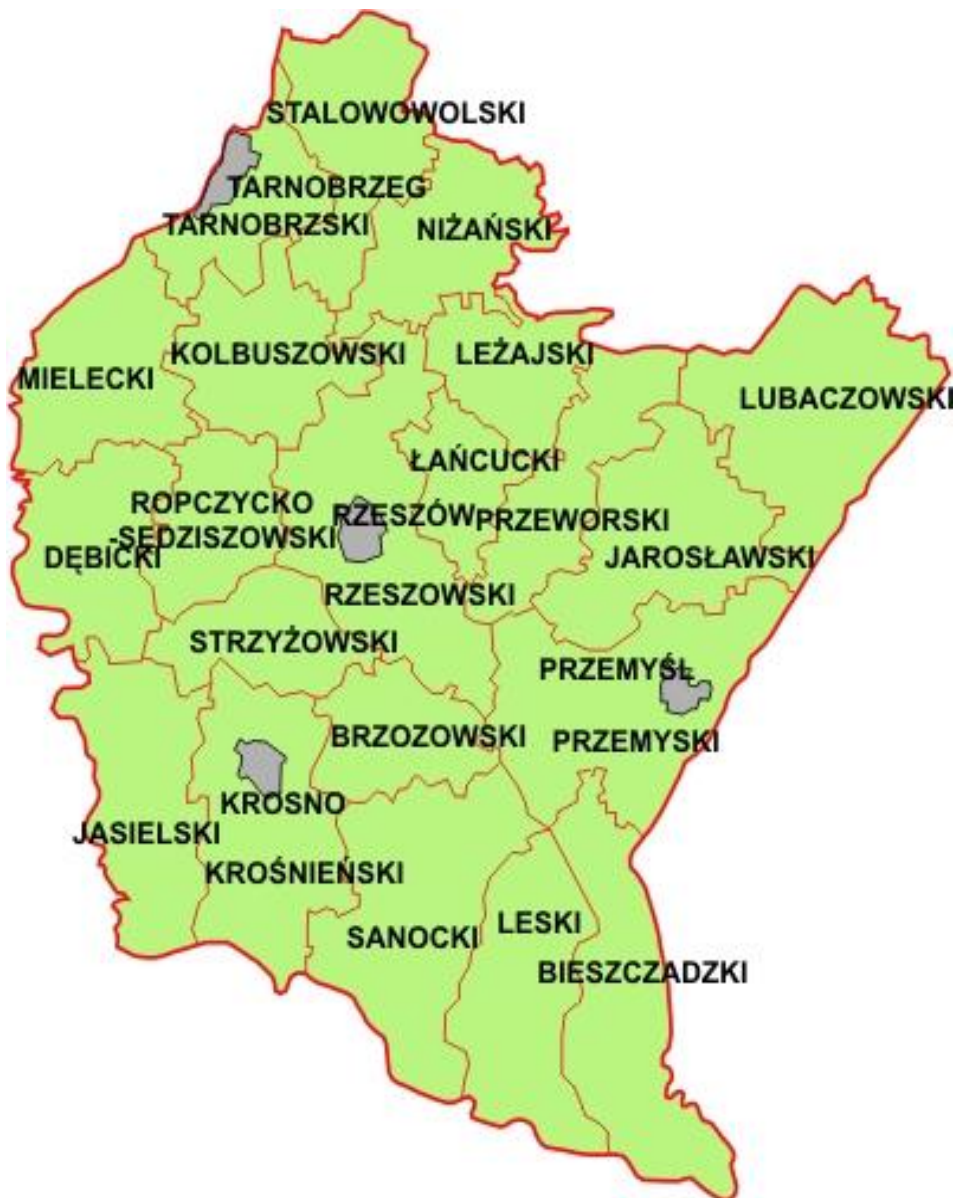 STALOWOWOLSKI
TARNOBRZEG
TARNOBRZSKI
NIŻAŃSKI
KOLBUSZOWSKI
LEŻAJSKI
MIELECKI
LUBACZOWSKI
ŁAŃCUCKI
ROPCZYCKO
-SĘDZISZOWSKI
RZESZÓW
PRZEWORSKI
DĘBICKI
JAROSŁAWSKI
RZESZOWSKI
STRZYŻOWSKI
PRZEMYŚL
BRZOZOWSKI
PRZEMYSKI
KROSNO
JASIELSKI
KROŚNIEŃSKI
SANOCKI
LESKI
BIESZCZADZKI